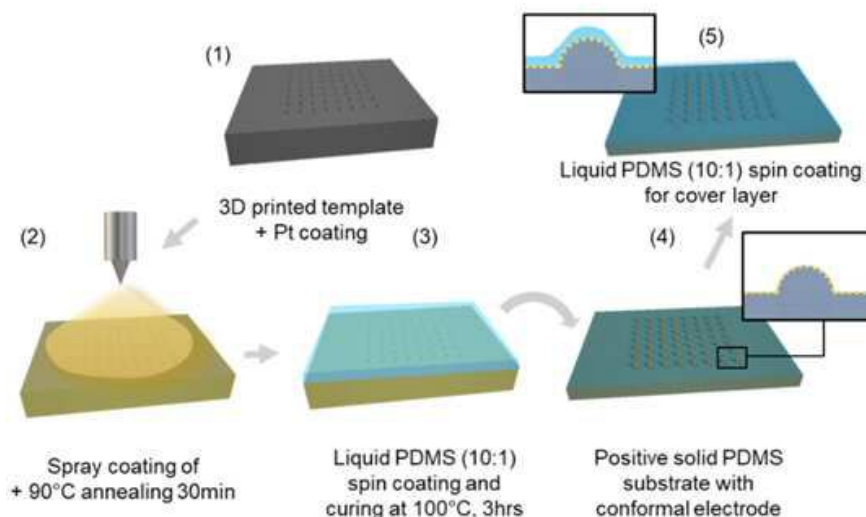 (1)
3D printed template
+ Pt coating
(2)
Spray coating of
+ 90°C annealing 30min
(3)
Liquid PDMS (10:1)
spin coating and
curing at 100°C, 3hrs
(4)
Positive solid PDMS
substrate with
conformal electrode
(5)
Liquid PDMS (10:1) spin coating
for cover layer